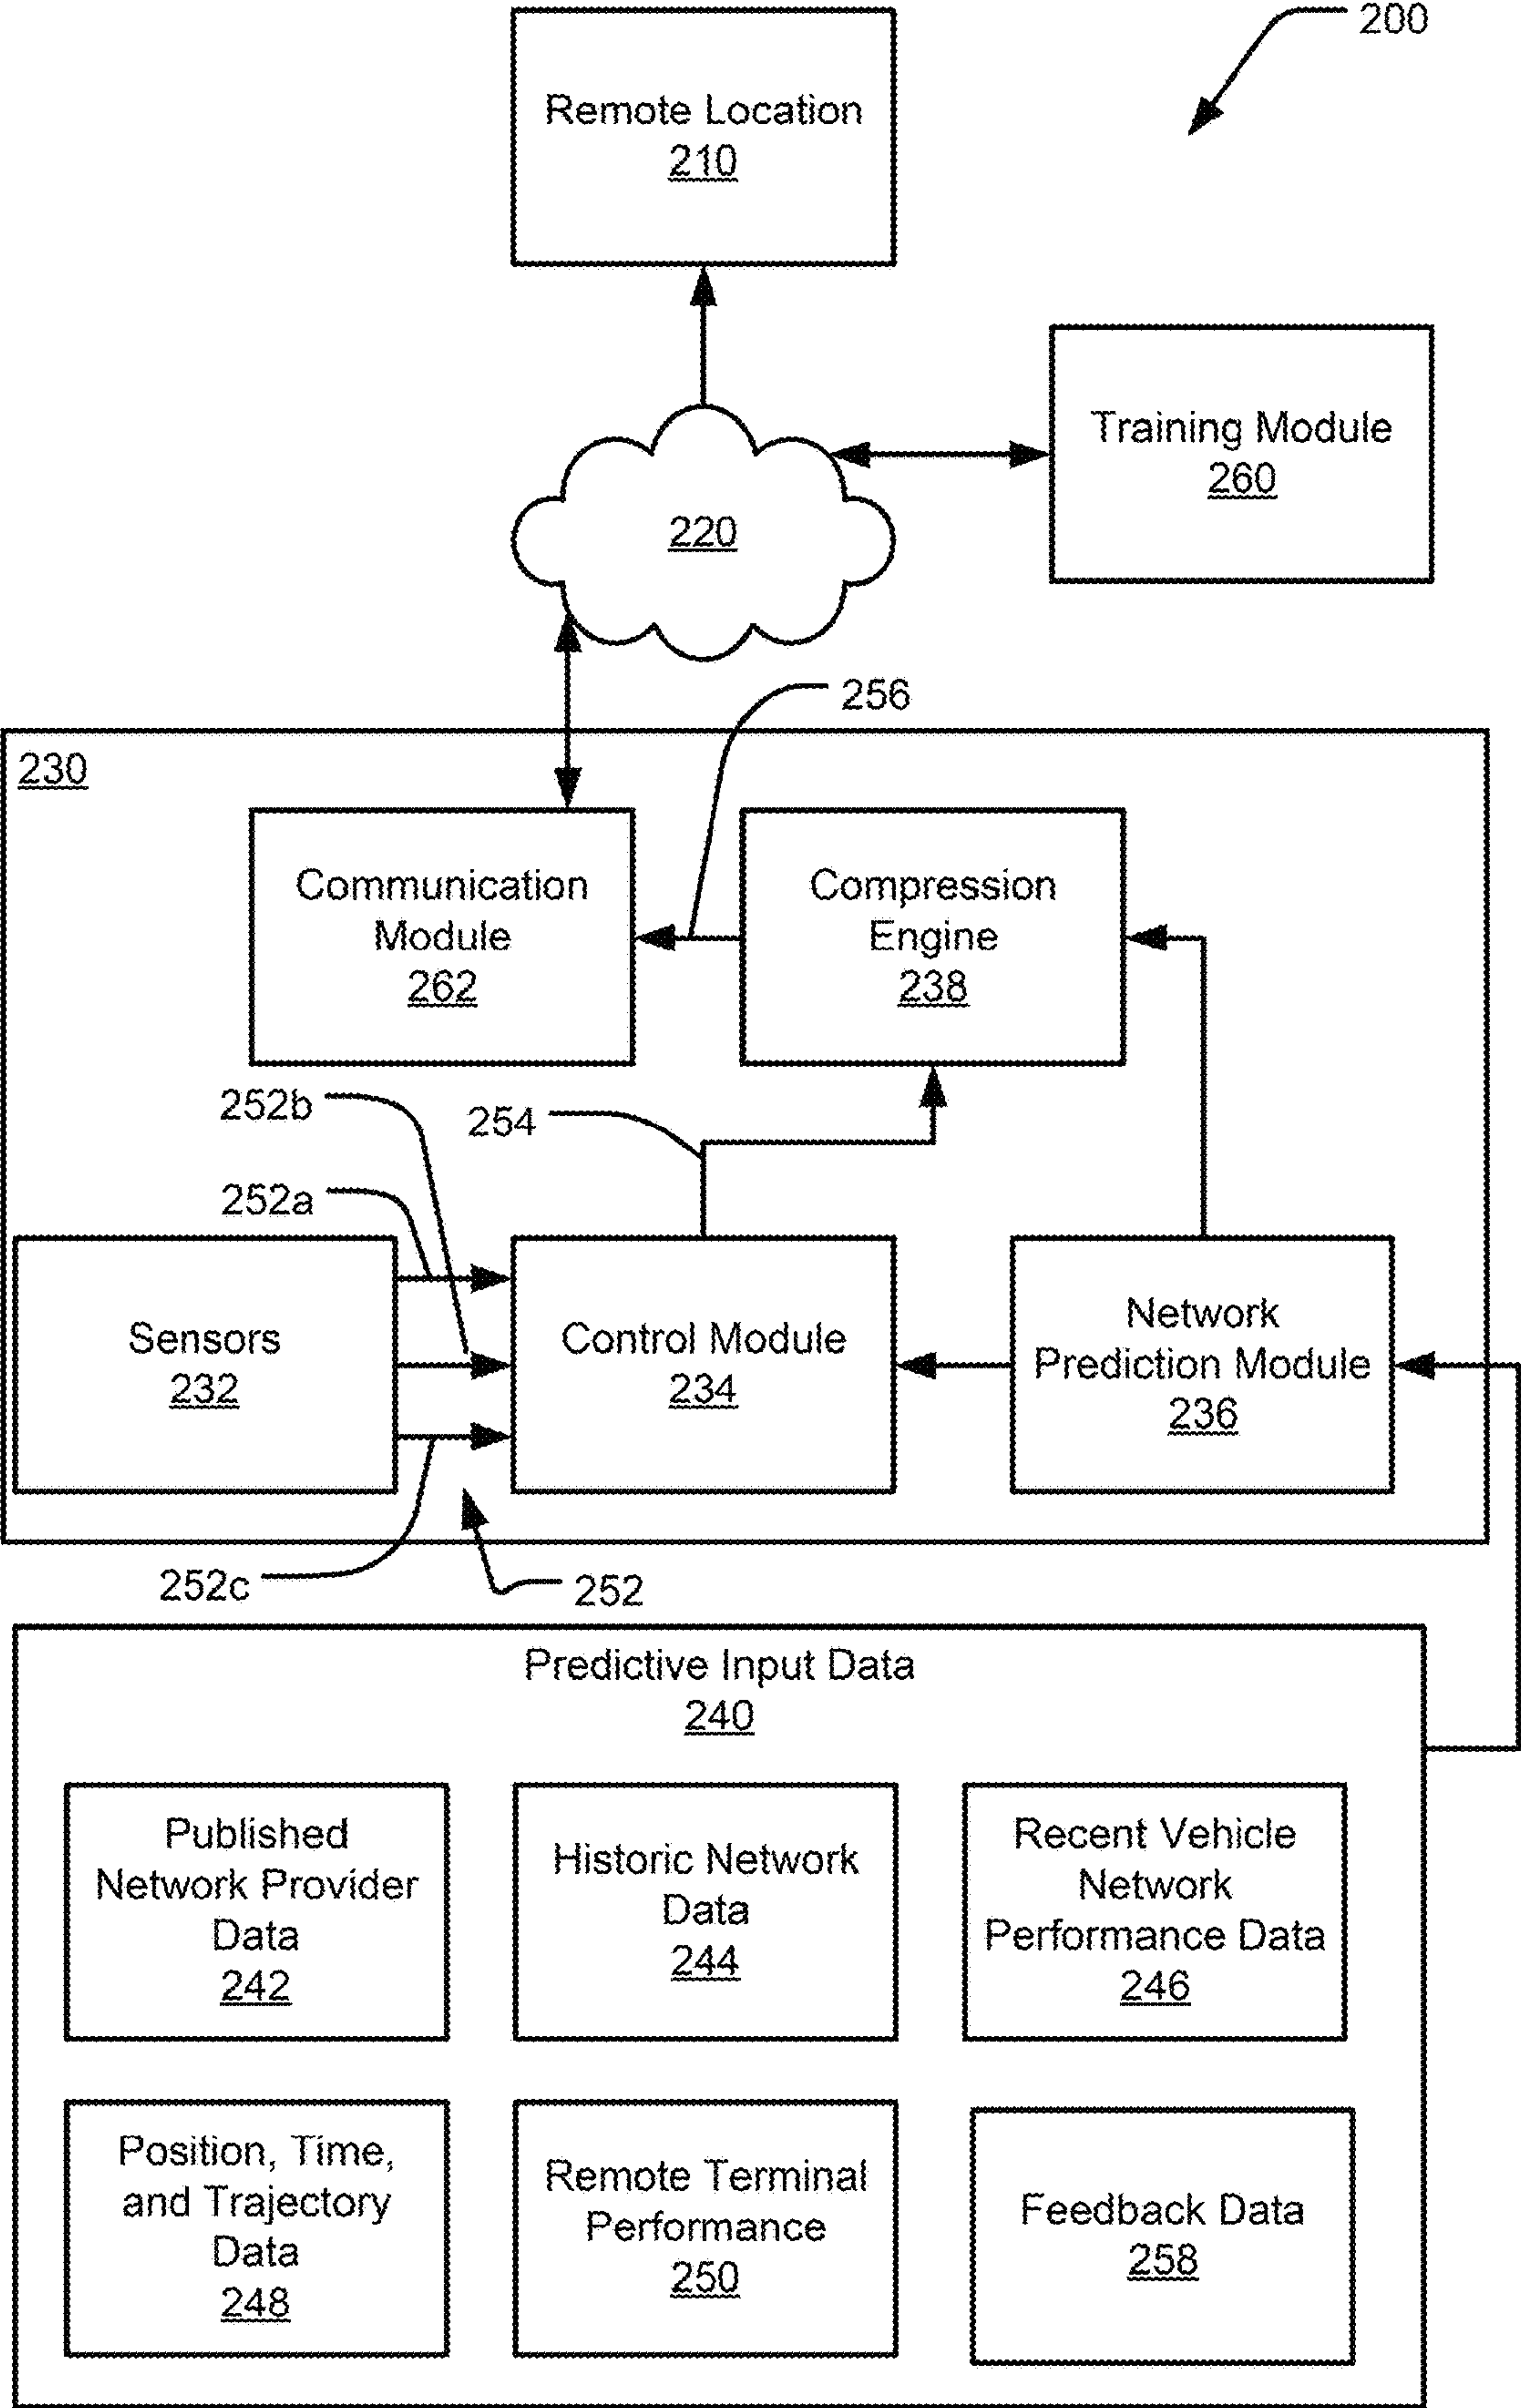 200
Remote Location
210
Training Module
260
220
256
230
Communication
Module
262
Compression
Engine
238
252b
254
252a
Sensors
232
Control Module
234
Network
Prediction Module
236
252c
252
Predictive Input Data
240
Published
Network Provider
Data
242
Historic Network
Data
244
Recent Vehicle
Network
Performance Data
246
Position, Time,
and Trajectory
Data
248
Remote Terminal
Performance
250
Feedback Data
258